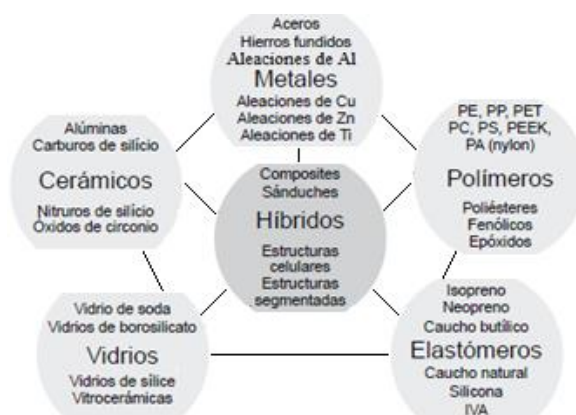 Aceros
Hierros fundidos
Aleaciones de Al
Metales
Aleaciones de Cu
Aleaciones de Zn
Aleaciones de Ti
Alúminas
Carburos de silício
Cerámicos
Nitruros de silício
Óxidos de circonio
Composites
Sánduches
Híbridos
Estructuras
celulares
Estructuras
segmentadas
PE, PP, PET
PC, PS, PEEK,
PA (nylon)
Polímeros
Poliésteres
Fenólicos
Epóxidos
Vidrio de soda
Vidrios de borosilicato
Vidrios
Vidrios de sílice
Vitrocerámicas
Isopreno
Neopreno
Caucho butílico
Elastómeros
Caucho natural
Silicona
IVA